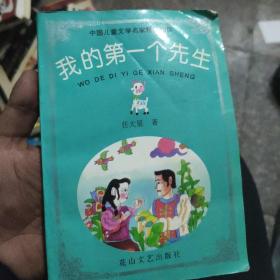 中国儿童文学名家
我的第一个先生
WO DE DI YI GE XIAN SHENG
任大星 著
花山文艺出版社